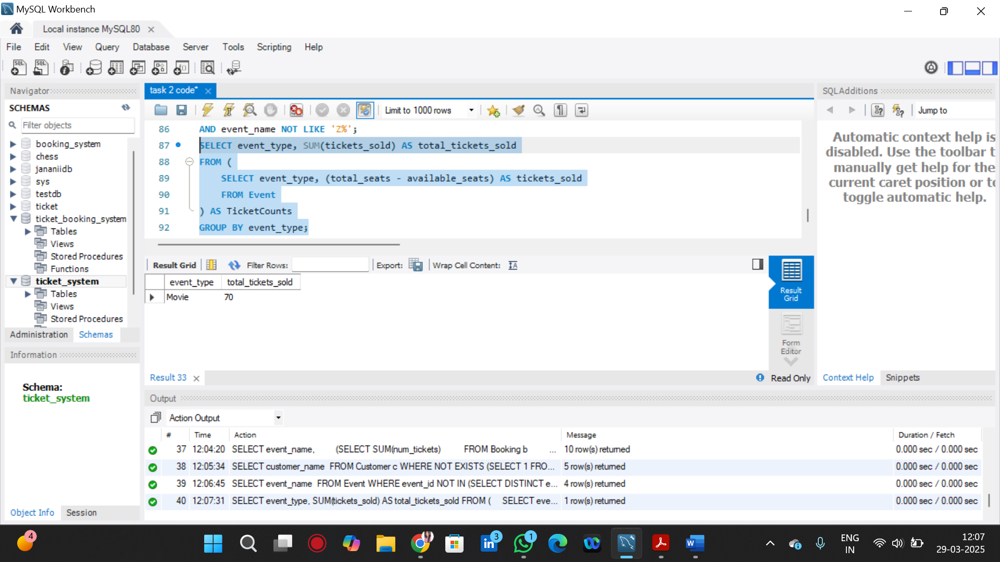 MySQL Workbench
Local instance MySQL80
File Edit View Query Database Server Tools Scripting Help
Navigator
SCHEMAS
Filter objects
booking_system
chess
jananiidb
sys
testdb
ticket
ticket_booking_system
Tables
Views
Stored Procedures
Functions
ticket_system
Tables
Views
Stored Procedures
Administration Schemas
Information
Schema:
ticket_system
Object Info Session
task 2 code*
Limit to 1000 rows
86 AND event_name NOT LIKE 'Z%';
87 SELECT event_type, SUM(tickets_sold) AS total_tickets_sold
88 FROM (
89 SELECT event_type, (total_seats - available_seats) AS tickets_sold
90 FROM Event
91 ) AS TicketCounts
92 GROUP BY event_type;
Result Grid Filter Rows: Export: Wrap Cell Content:
event_type total_tickets_sold
Movie 70
Result Grid
Form Editor
Result 33
Read Only
SQLAdditions
Jump to
Automatic context help is
disabled. Use the toolbar t
manually get help for the
current caret position or to
toggle automatic help.
Context Help Snippets
Output
Action Output
# Time Action Message Duration / Fetch
37 12:04:20 SELECT event_name, (SELECT SUM(num_tickets) FROM Booking b ... 10 row(s) returned 0.000 sec / 0.000 sec
38 12:05:34 SELECT customer_name FROM Customer c WHERE NOT EXISTS (SELECT 1 FRO... 5 row(s) returned 0.000 sec / 0.000 sec
39 12:06:45 SELECT event_name FROM Event WHERE event_id NOT IN (SELECT DISTINCT e... 4 row(s) returned 0.000 sec / 0.000 sec
40 12:07:31 SELECT event_type, SUM(tickets_sold) AS total_tickets_sold FROM ( SELECT eve... 1 row(s) returned 0.000 sec / 0.000 sec
4
3
1
ENG
IN
12:07
29-03-2025